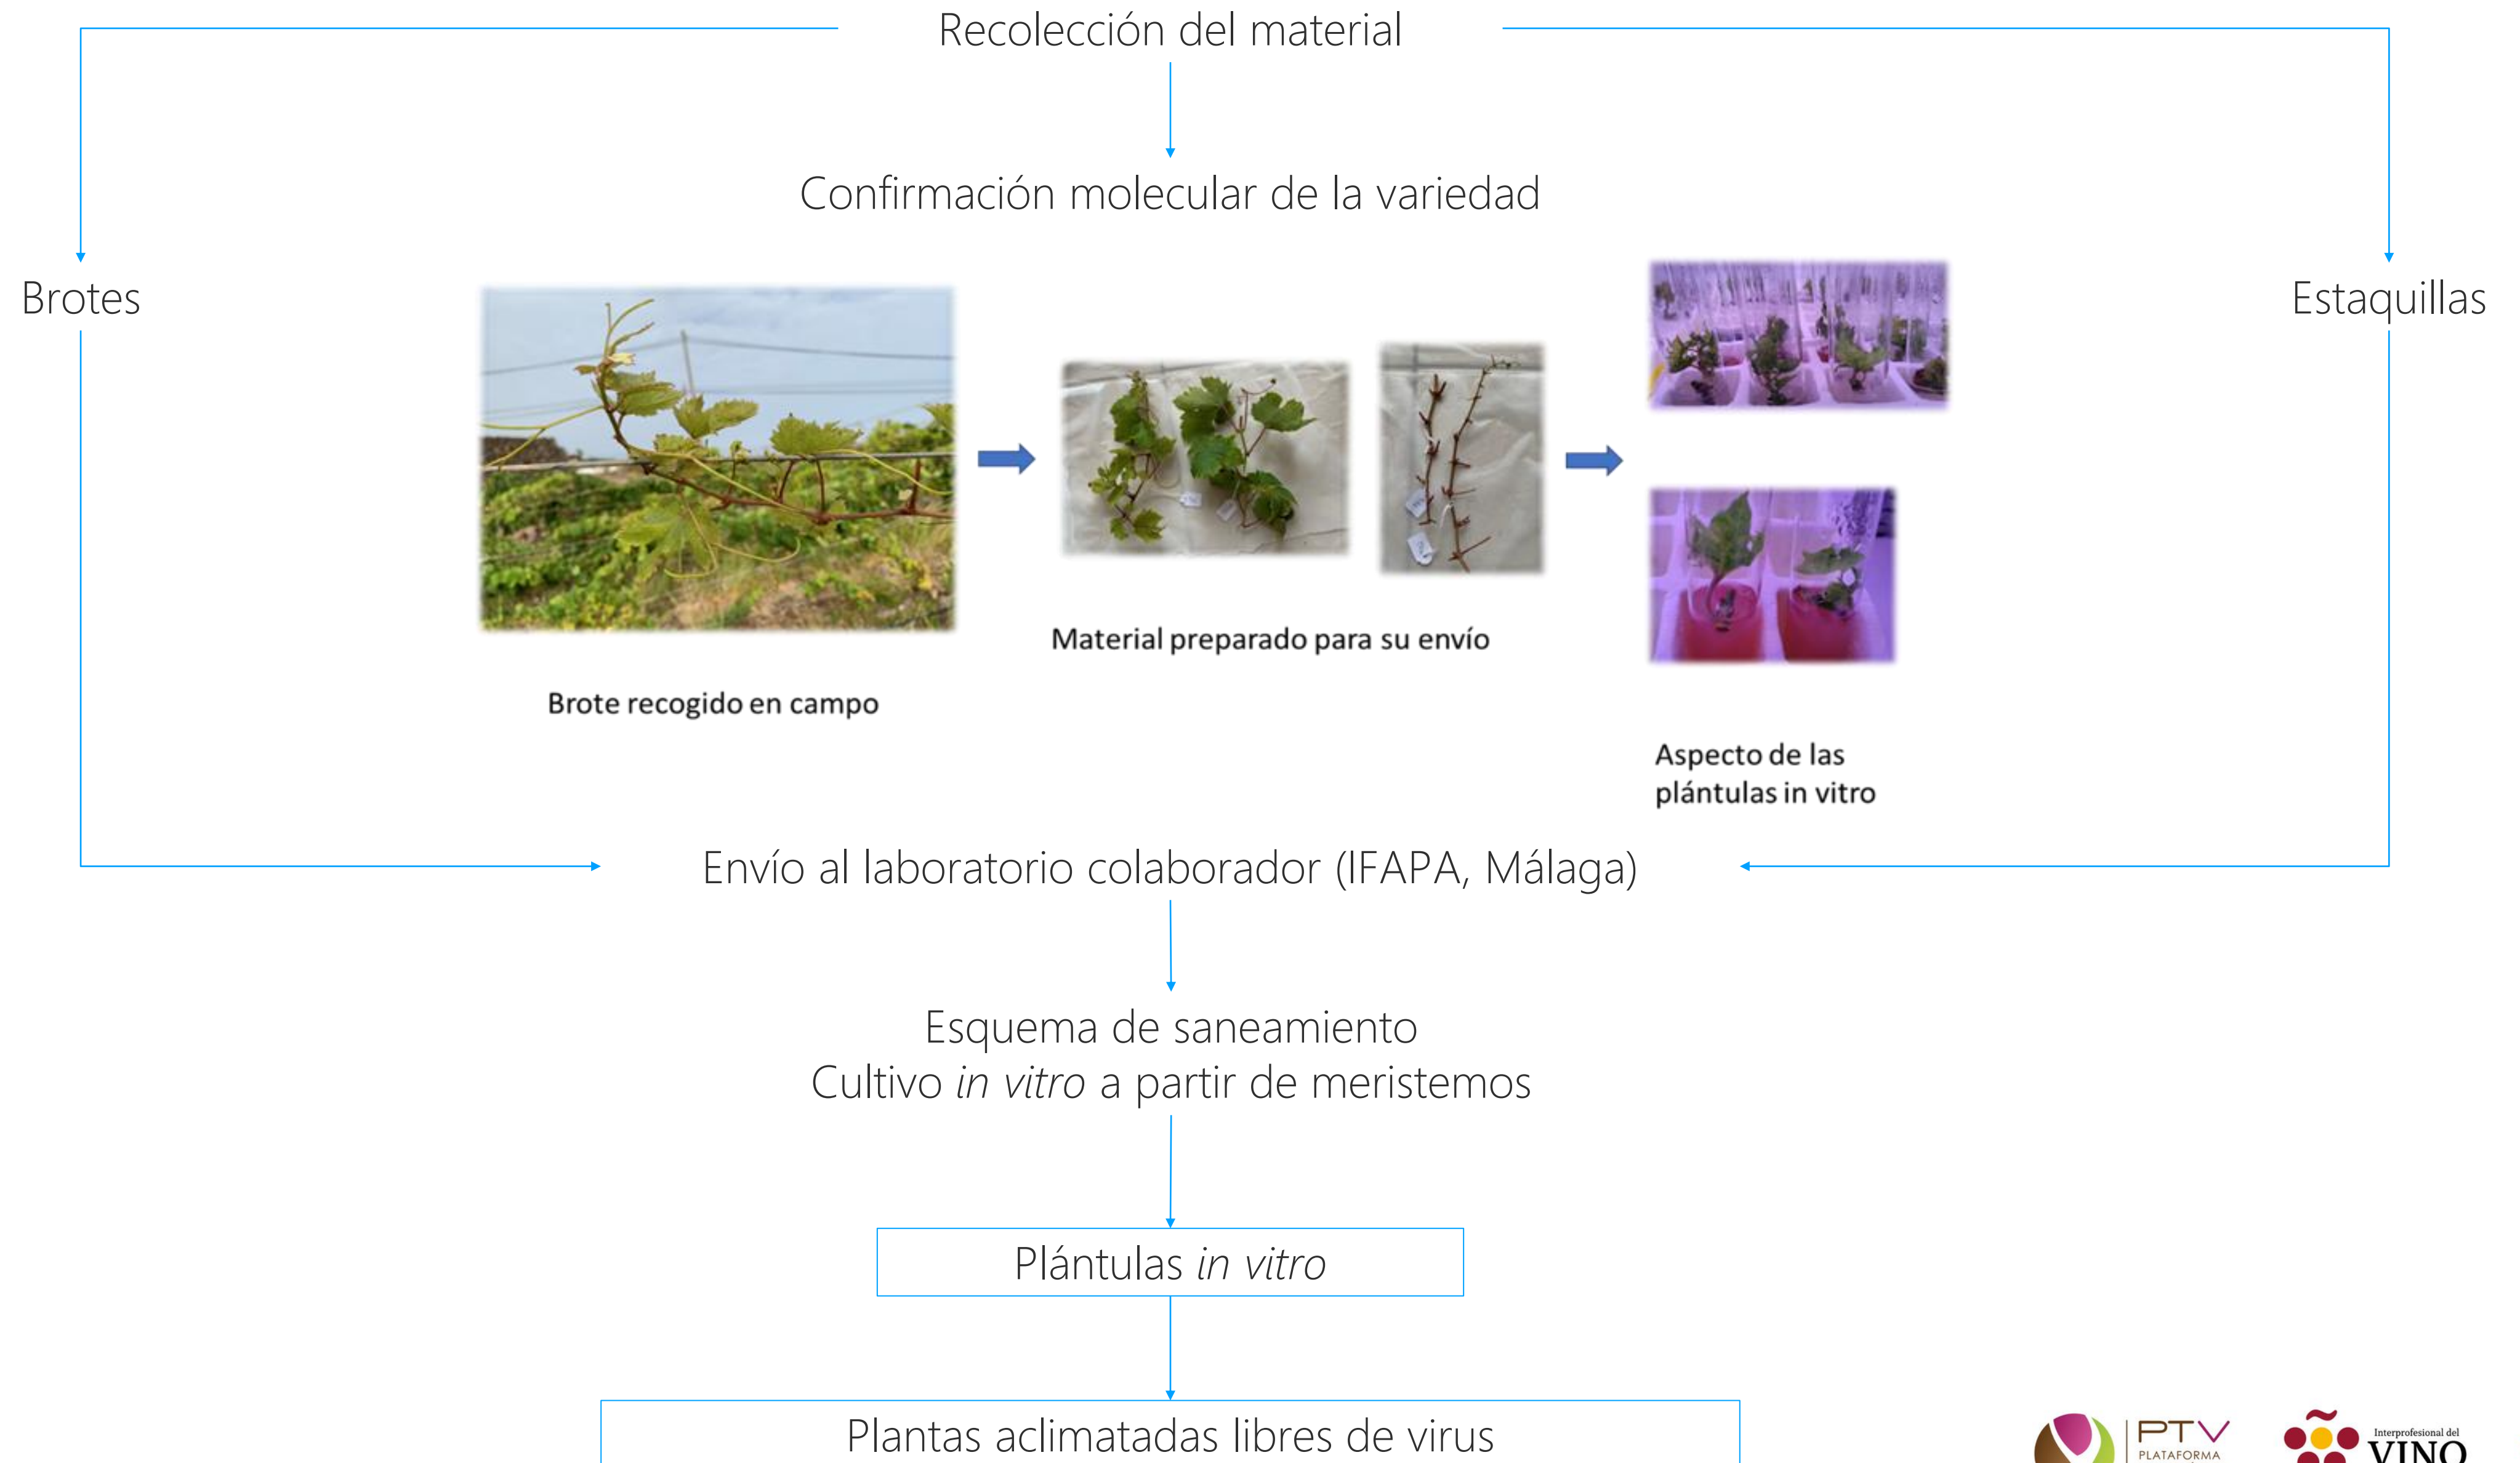 Recolección del material
Confirmación molecular de la variedad
Brotes
Estaquillas
Brote recogido en campo
Material preparado para su envío
Aspecto de las
plántulas in vitro
Envío al laboratorio colaborador (IFAPA, Málaga)
Esquema de saneamiento
Cultivo in vitro a partir de meristemos
Plántulas in vitro
Plantas aclimatadas libres de virus
PTV
PLATAFORMA
Interprofesional del
VINO